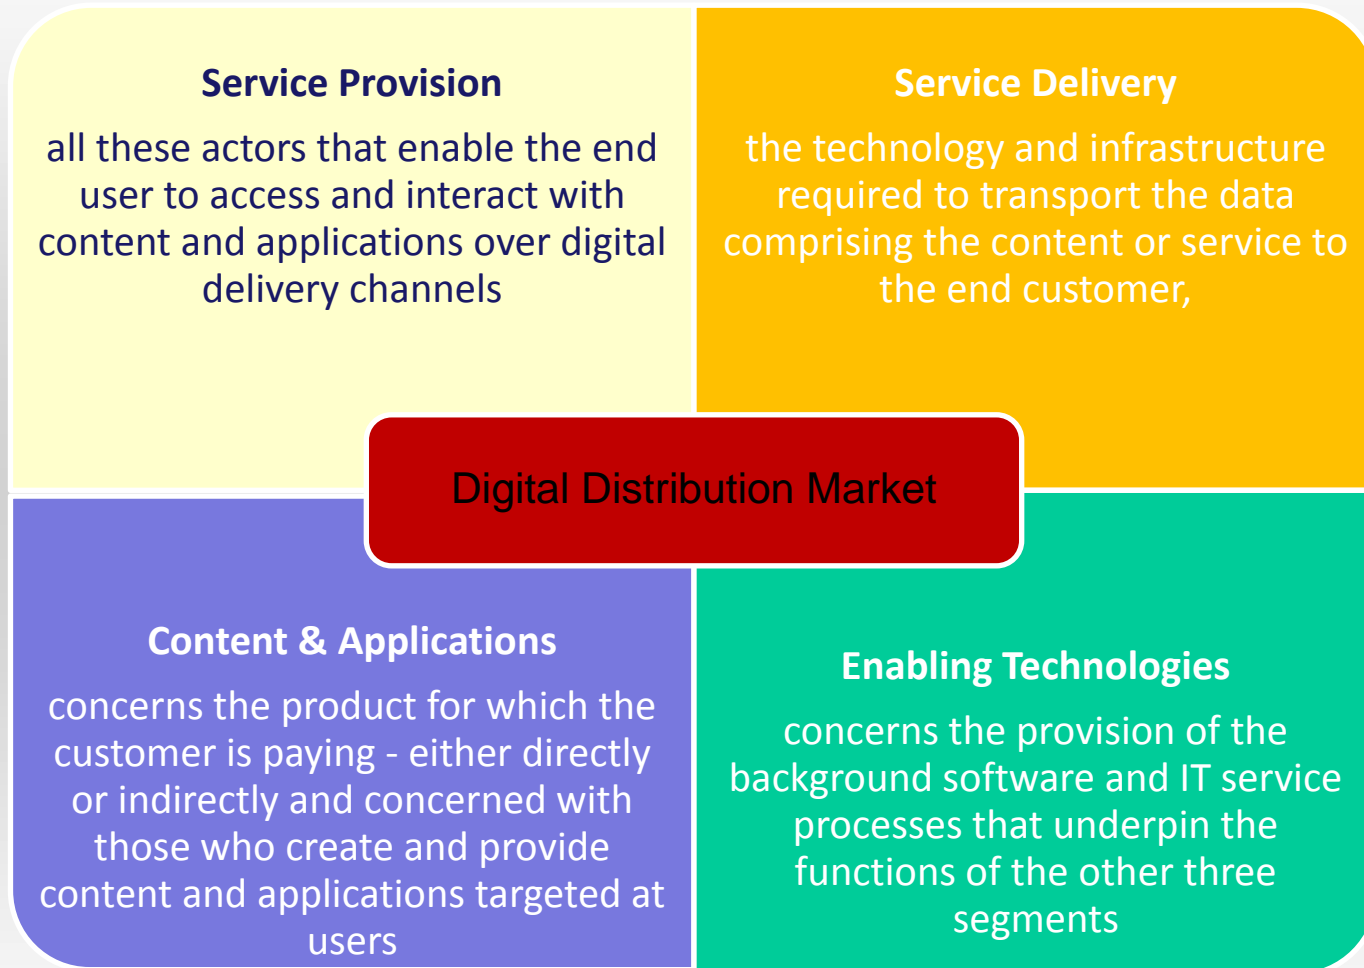 Service Provision
all these actors that enable the end
user to access and interact with
content and applications over digital
delivery channels
Service Delivery
the technology and infrastructure
required to transport the data
comprising the content or service to
the end customer,
Digital Distribution Market
Content & Applications
concerns the product for which the
customer is paying - either directly
or indirectly and concerned with
those who create and provide
content and applications targeted at
users
Enabling Technologies
concerns the provision of the
background software and IT service
processes that underpin the
functions of the other three
segments